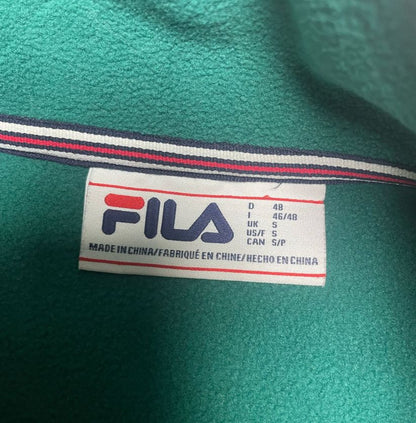 FILA
D 48
I 46/48
UK S
US/F S
CAN S/P
MADE IN CHINA/FABRIQUÉ EN CHINE/HECHO EN CHINA